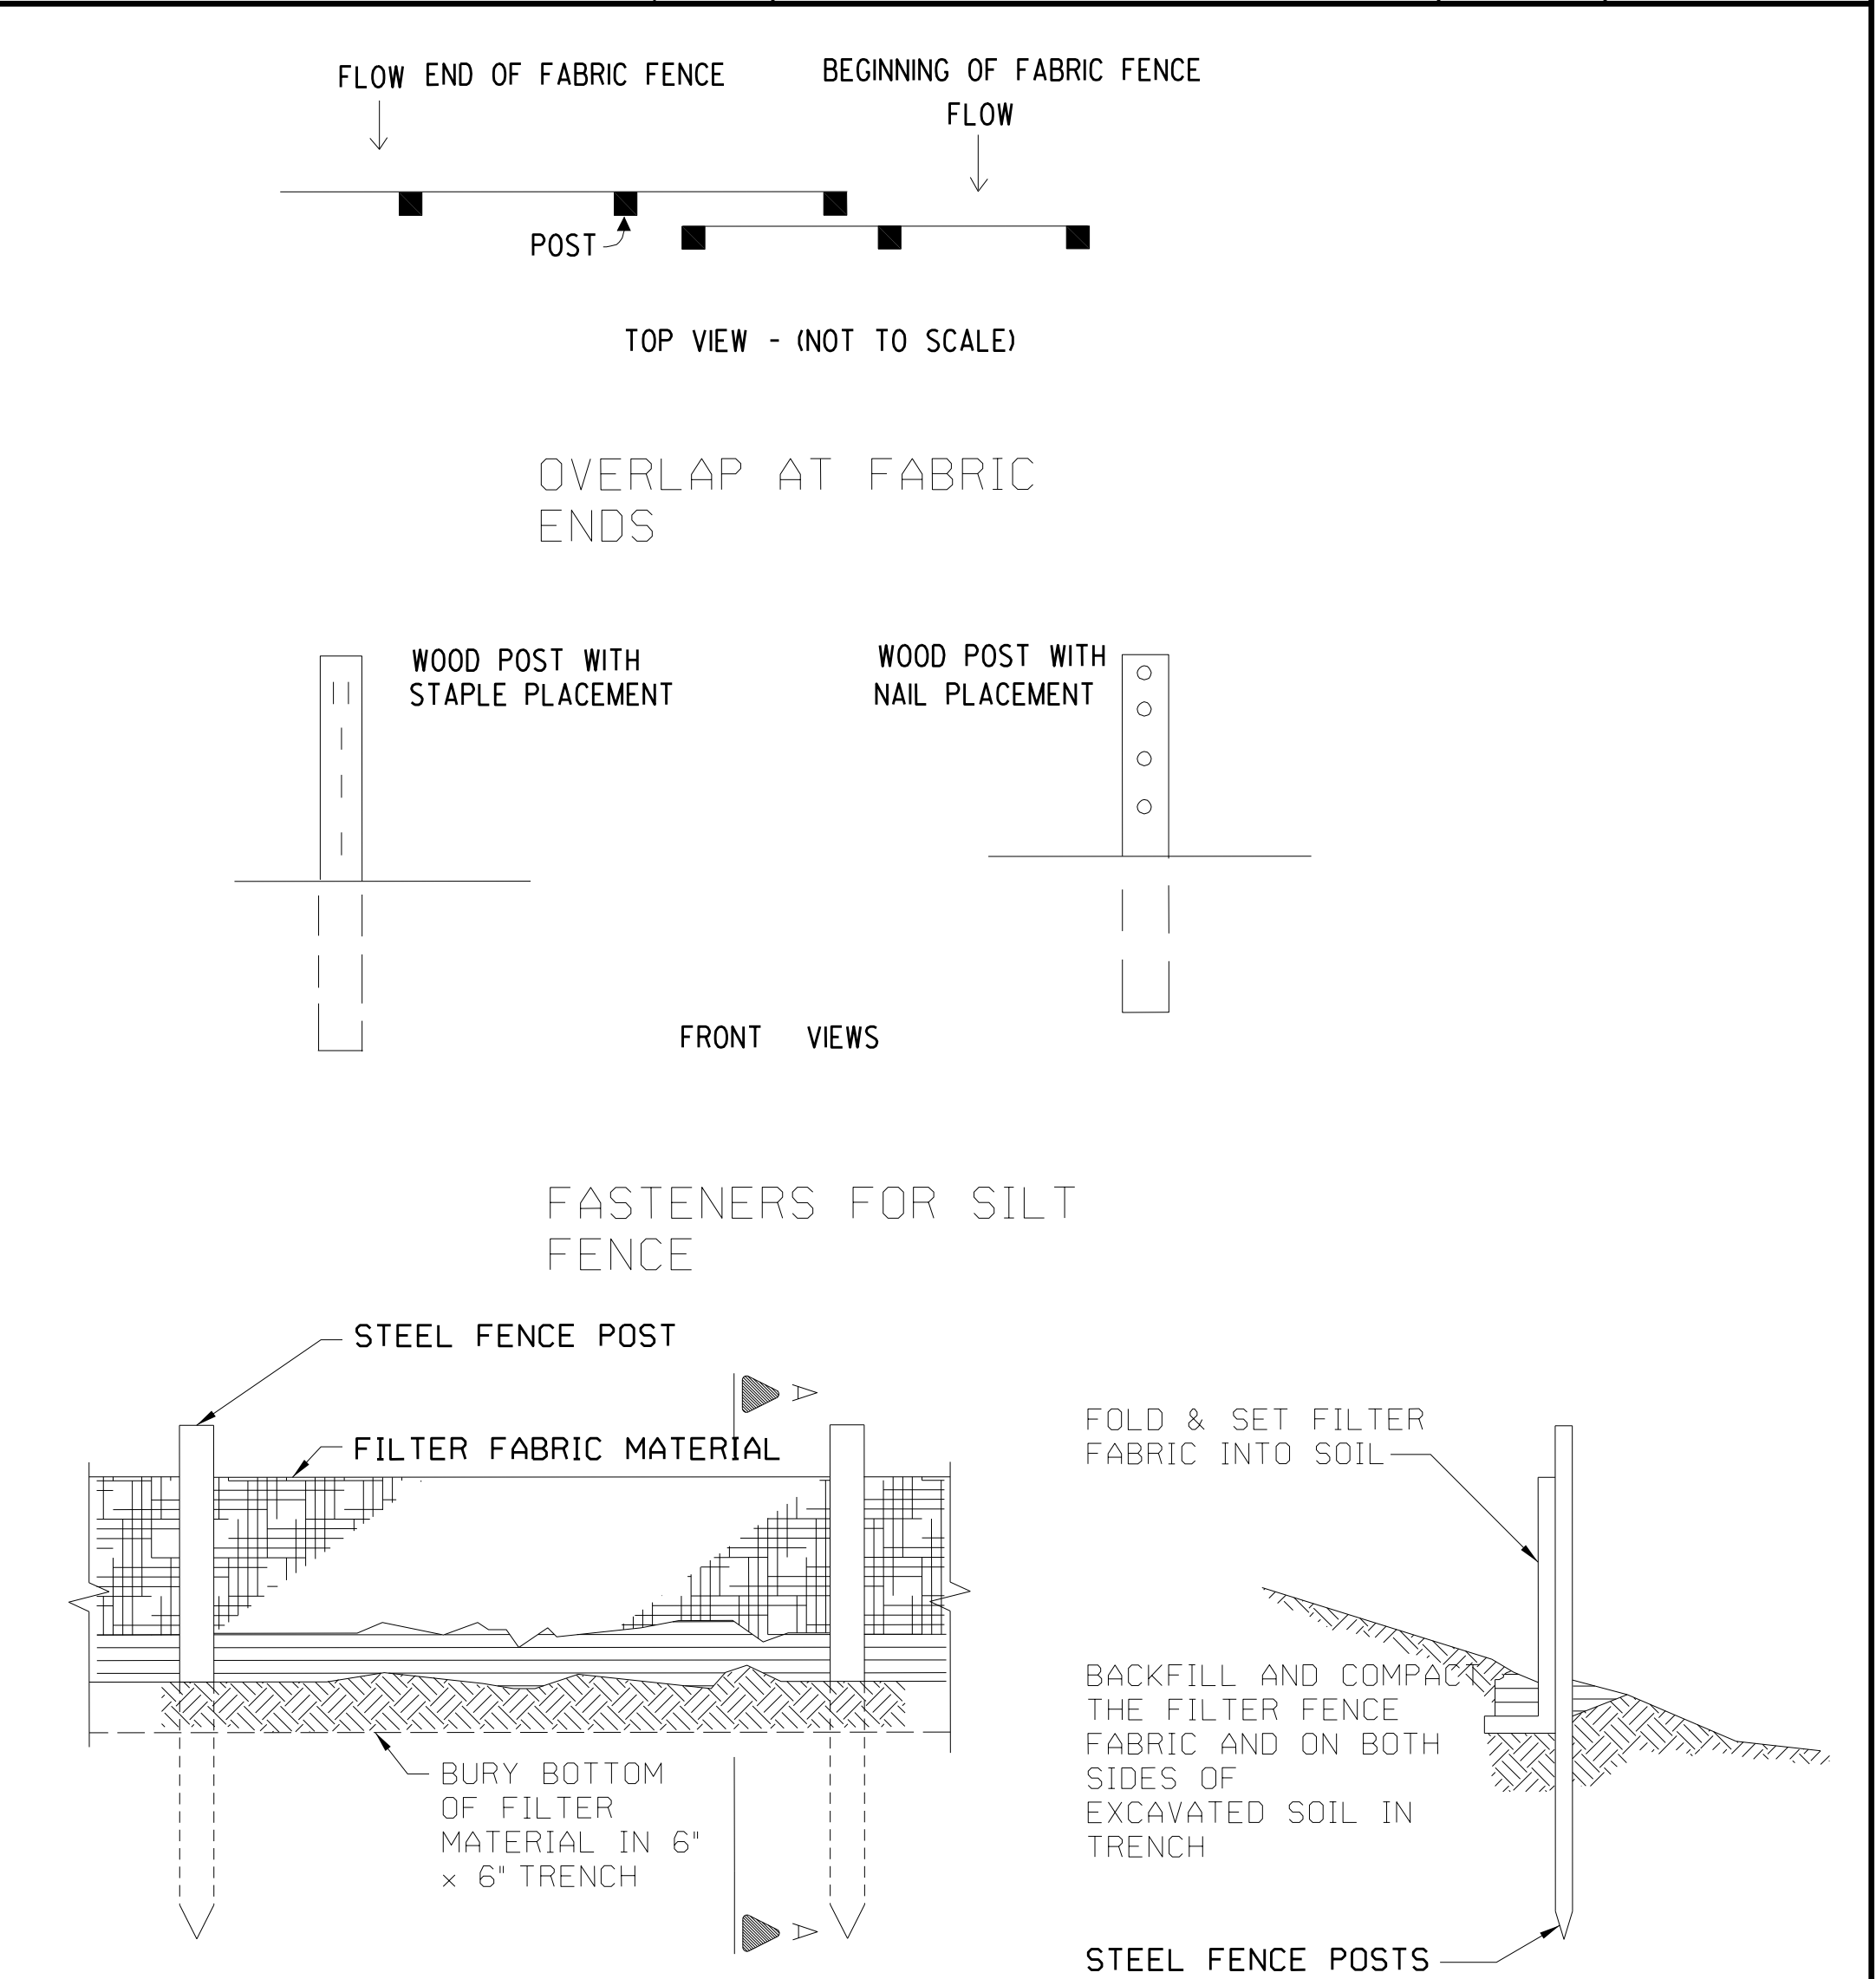 FLOW END OF FABRIC FENCE
BEGINNING OF FABRIC FENCE
FLOW
POST
TOP VIEW - (NOT TO SCALE)
OVERLAP AT FABRIC
ENDS
WOOD POST WITH
STAPLE PLACEMENT
WOOD POST WITH
NAIL PLACEMENT
FRONT VIEWS
FASTENERS FOR SILT
FENCE
STEEL FENCE POST
A
FILTER FABRIC MATERIAL
FOLD & SET FILTER
FABRIC INTO SOIL
BACKFILL AND COMPACT
THE FILTER FENCE
FABRIC AND ON BOTH
SIDES OF
EXCAVATED SOIL IN
TRENCH
BURY BOTTOM
OF FILTER
MATERIAL IN 6"
x 6" TRENCH
A
STEEL FENCE POSTS